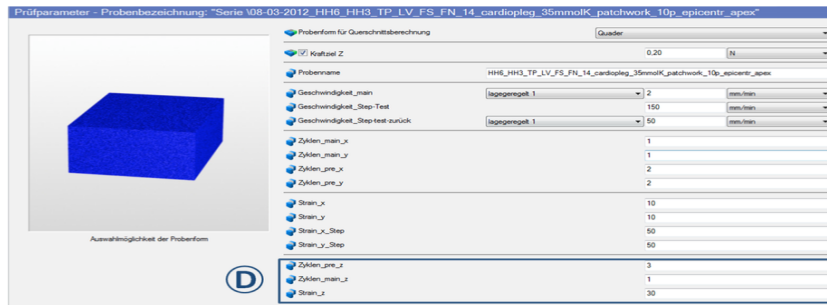 Prüfparameter - Probenbezeichnung: "Serie \08-03-2012_HH6_HH3_TP_LV_FS_FN_14_cardiopleg_35mmolK_patchwork_10p_epicentr_apex"
Probenform für Querschnittsberechnung Quader
Kraftziel Z 0.20 N
Probenname HH6_HH3_TP_LV_FS_FN_14_cardiopleg_35mmolK_patchwork_10p_epicentr_apex
Geschwindigkeit_main lagegeregelt 1 2 mm/min
Geschwindigkeit_Step-Test 150 mm/min
Geschwindigkeit_Step-test-zurück lagegeregelt 1 50 mm/min
Zyklen_main_x 1
Zyklen_main_y 1
Zyklen_pre_x 2
Zyklen_pre_y 2
Strain_x 10
Strain_y 10
Strain_x_Step 50
Strain_y_Step 50
Auswahlmöglichkeit der Probenform
D
Zyklen_pre_z 3
Zyklen_main_z 1
Strain_z 30